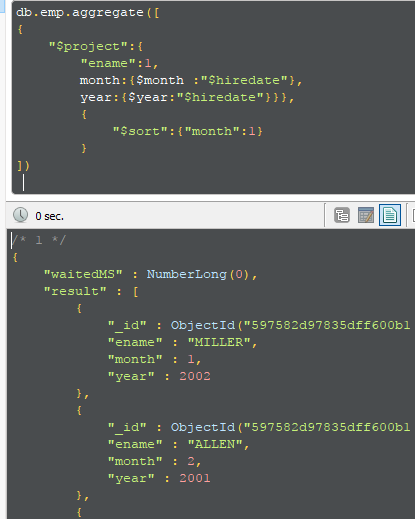 db.emp.aggregate([
{
"$project":{
"ename":1,
month:{$month :"$hiredate"},
year:{$year:"$hiredate"}}},
{
"$sort":{"month":1}
}
])
0 sec.
/* 1 */
{
"waitedMS" : NumberLong(0),
"result" : [
{
"_id" : ObjectId("597582d97835dff600b1
"ename" : "MILLER",
"month" : 1,
"year" : 2002
},
{
"_id" : ObjectId("597582d97835dff600b1
"ename" : "ALLEN",
"month" : 2,
"year" : 2001
},
{